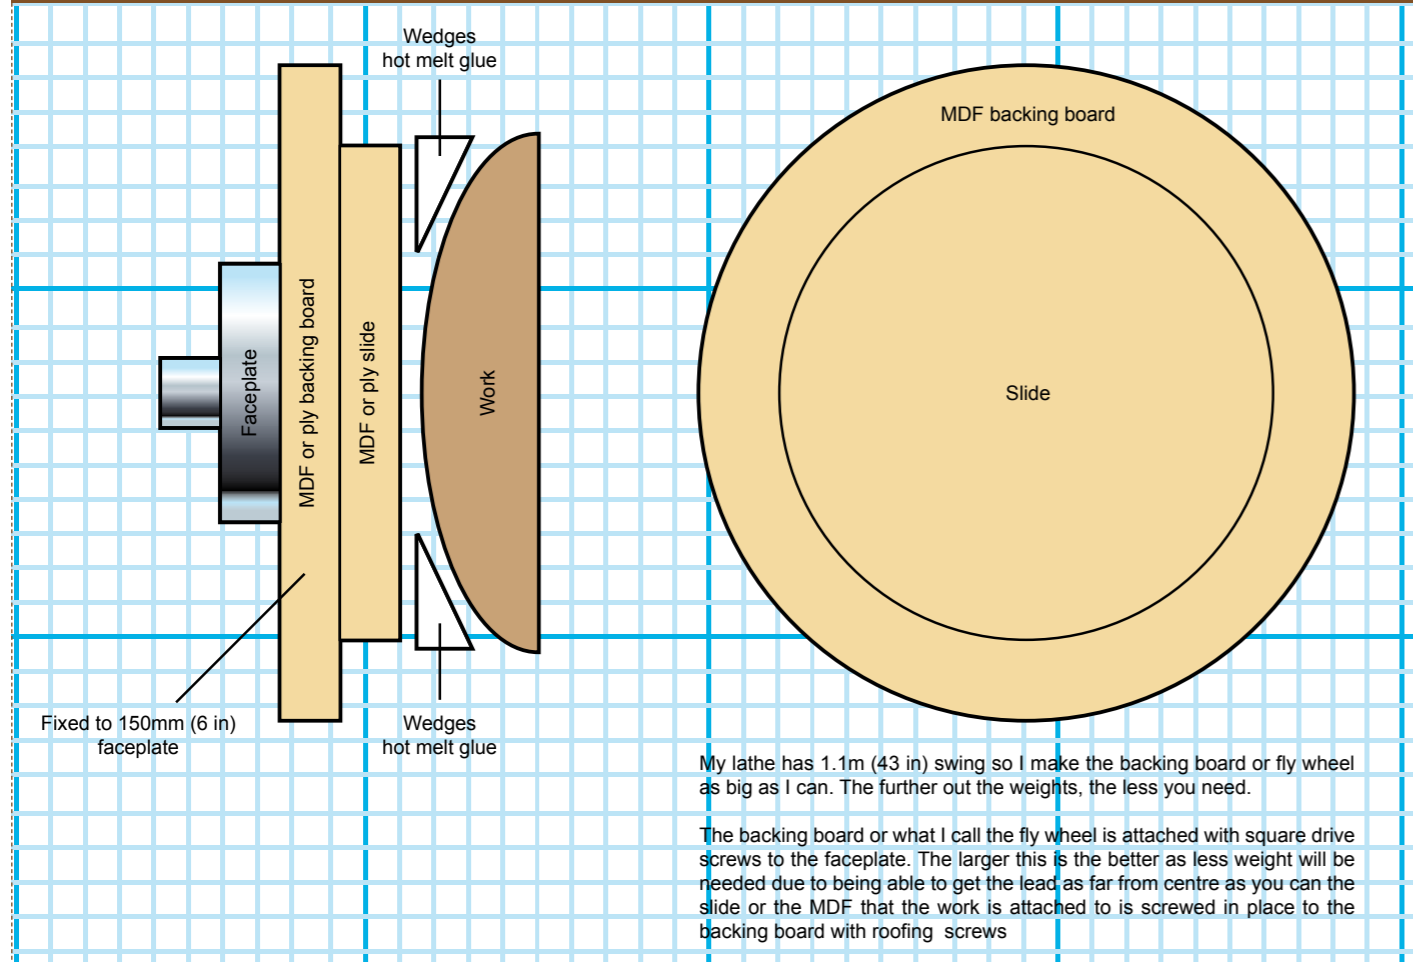 Wedges
hot melt glue
MDF backing board
Faceplate
MDF or ply backing board
MDF or ply slide
Work
Slide
Fixed to 150mm (6 in)
faceplate
Wedges
hot melt glue
My lathe has 1.1m (43 in) swing so I make the backing board or fly wheel
as big as I can. The further out the weights, the less you need.
The backing board or what I call the fly wheel is attached with square drive
screws to the faceplate. The larger this is the better as less weight will be
needed due to being able to get the lead as far from centre as you can the
slide or the MDF that the work is attached to is screwed in place to the
backing board with roofing screws